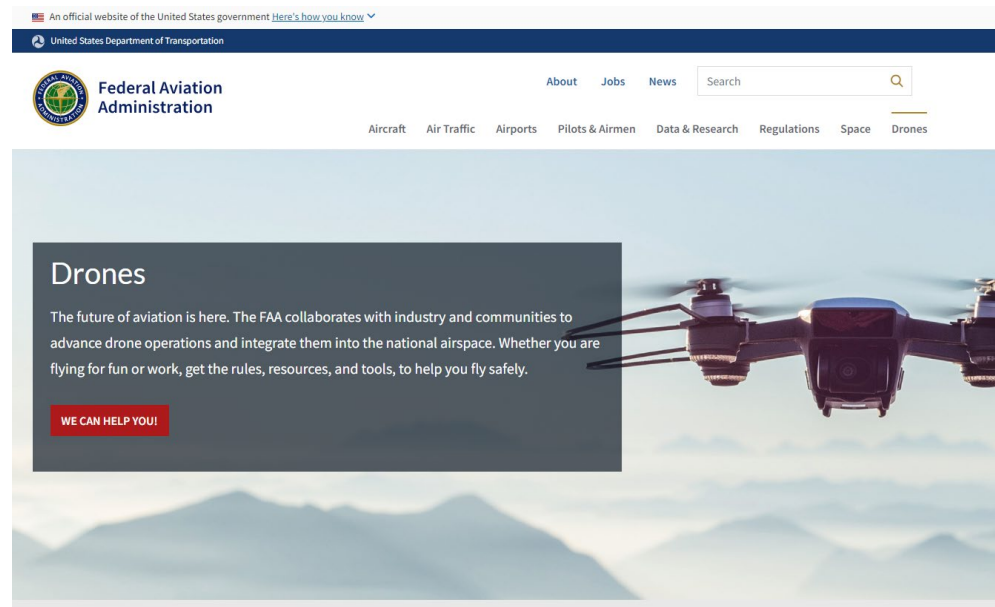 An official website of the United States government Here's how you know
United States Department of Transportation
Federal Aviation
Administration
About Jobs News Search
Aircraft Air Traffic Airports Pilots & Airmen Data & Research Regulations Space Drones
Drones
The future of aviation is here. The FAA collaborates with industry and communities to
advance drone operations and integrate them into the national airspace. Whether you are
flying for fun or work, get the rules, resources, and tools, to help you fly safely.
WE CAN HELP YOU!